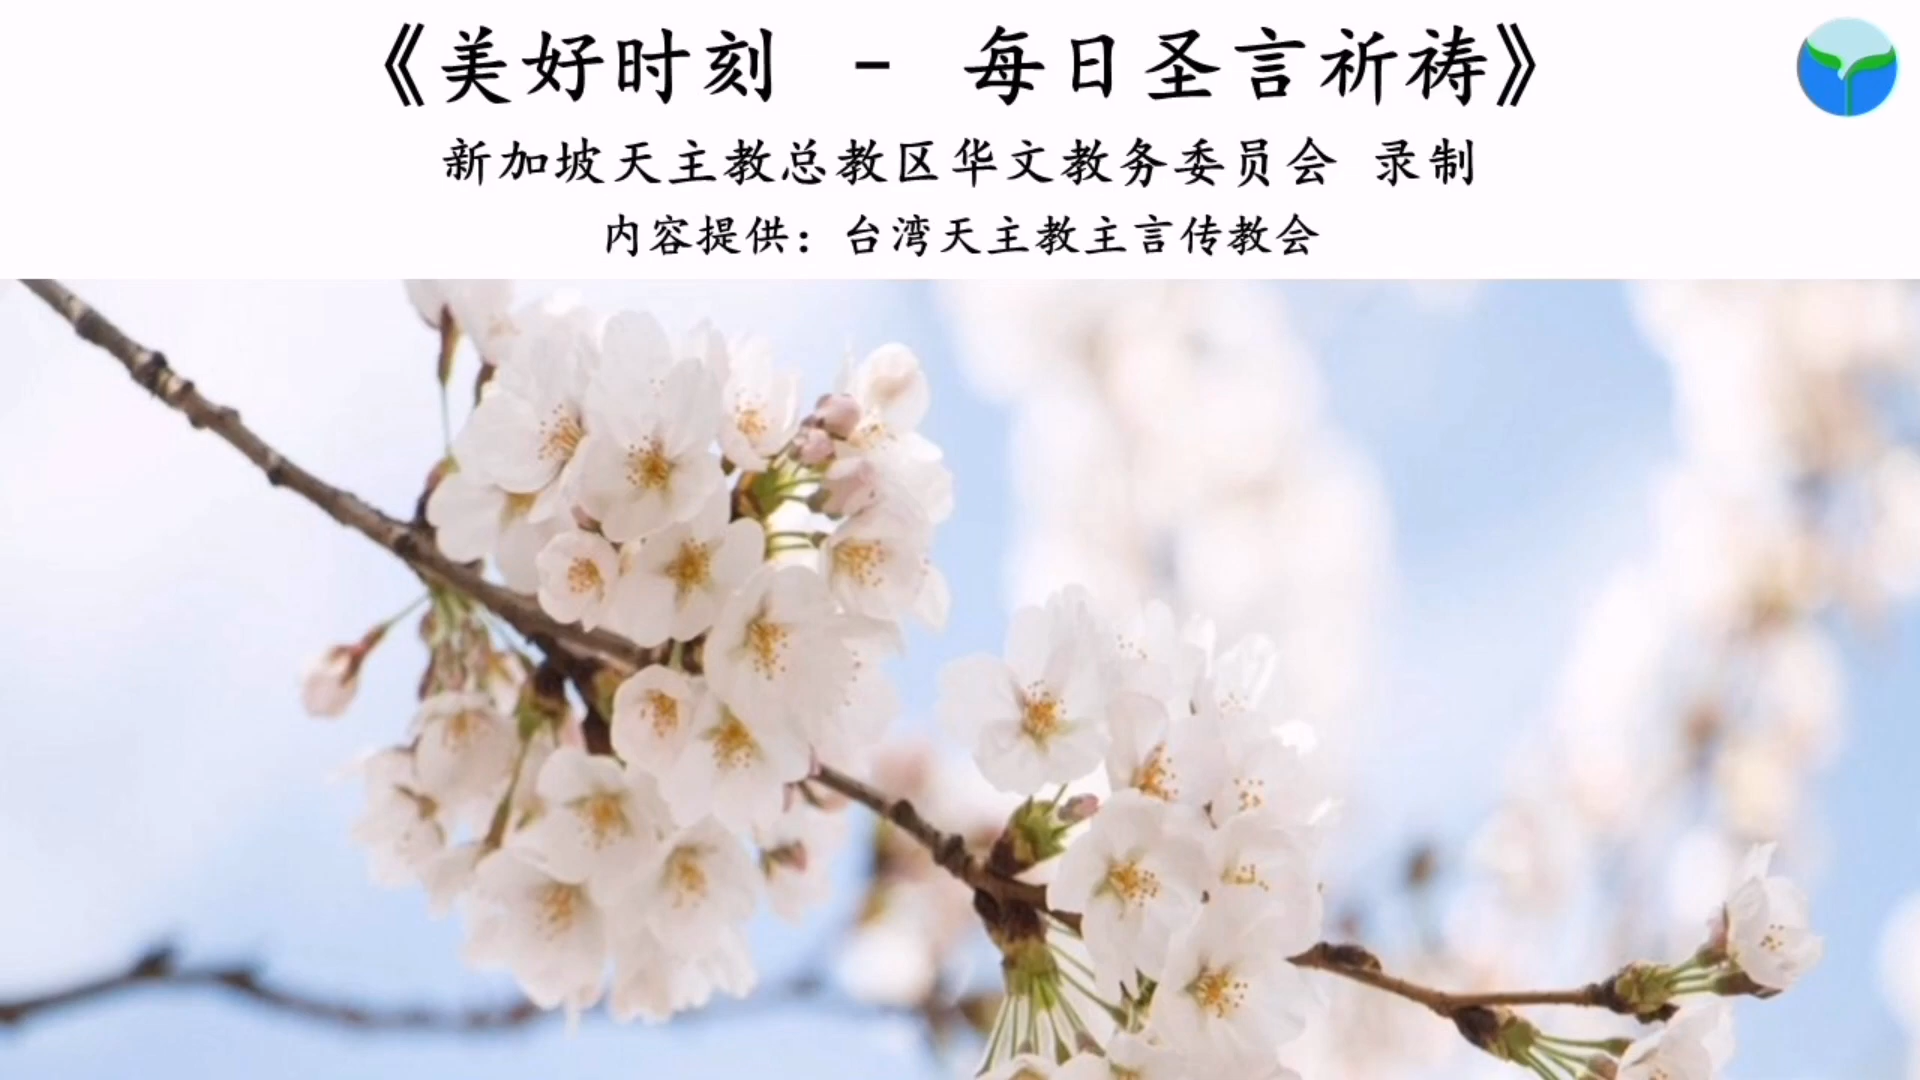 《美好时刻 - 每日圣言祈祷》
新加坡天主教总教区华文教务委员会 录制
内容提供：台湾天主教主言传教会